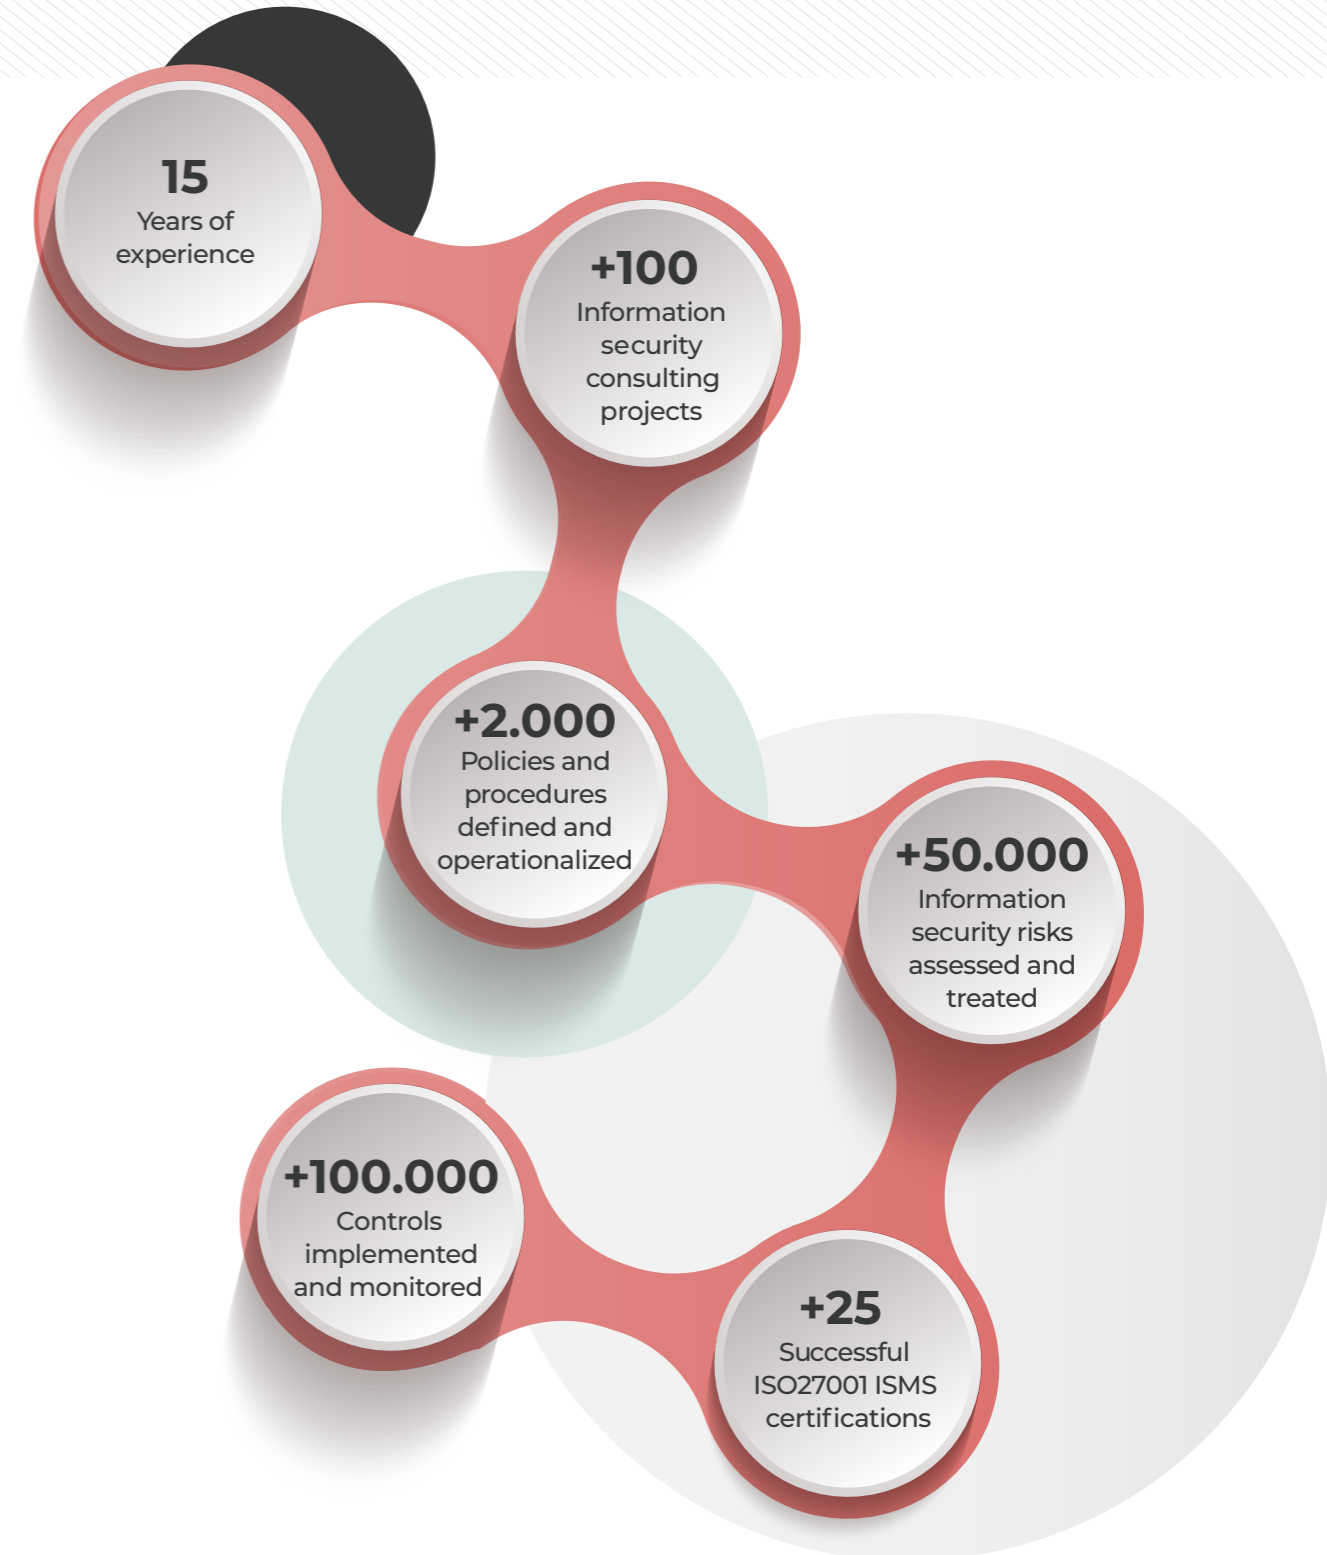 15
Years of
experience
+100
Information
security
consulting
projects
+2.000
Policies and
procedures
defined and
operationalized
+50.000
Information
security risks
assessed and
treated
+100.000
Controls
implemented
and monitored
+25
Successful
ISO27001 ISMS
certifications